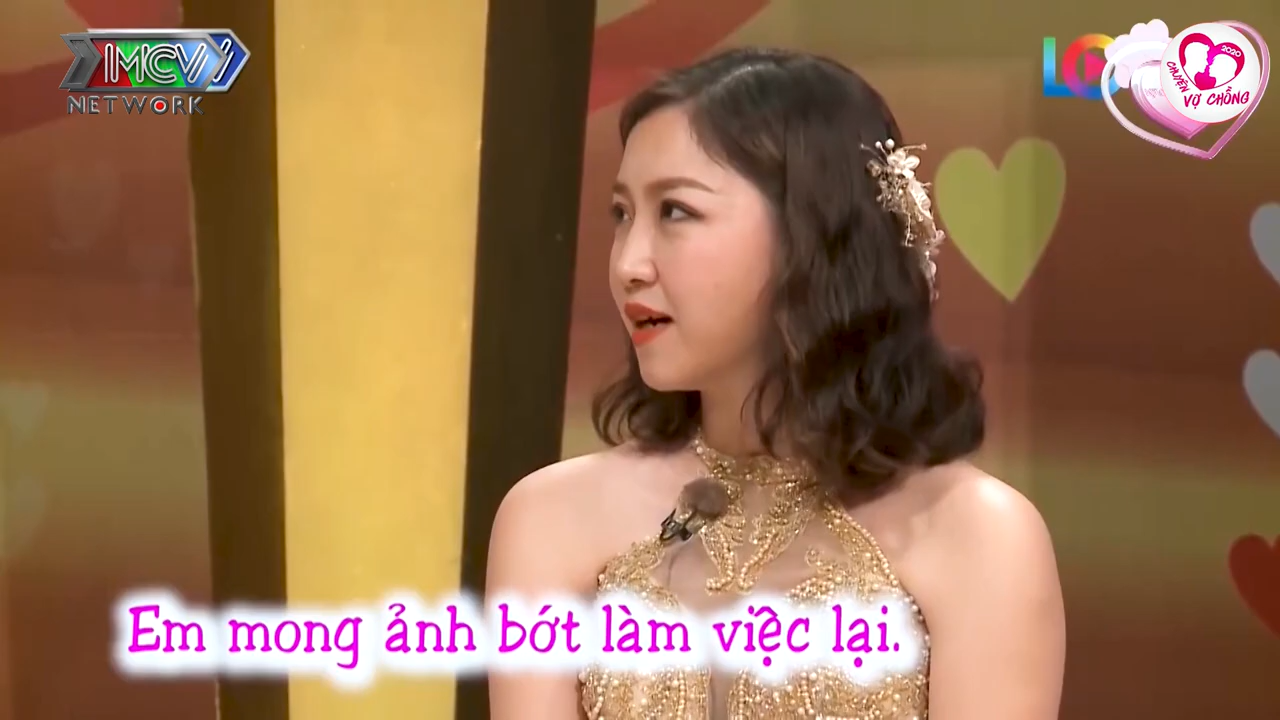 MCV
NETWORK
2020
CHUYỆN
VỢ CHỒNG
Em mong ảnh bớt làm việc lại.